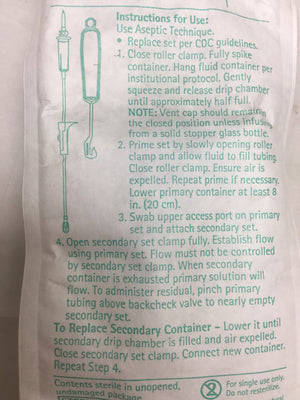 Instructions for Use:
Use Aseptic Technique.
• Replace set per CDC guidelines.
1. Close roller clamp. Fully spike
container. Hang fluid container per
institutional protocol. Gently
squeeze and release drip chamber
until approximately half full.
NOTE: Vent cap should remain in
the closed position unless infusing
from a solid stopper glass bottle.
2. Prime set by slowly opening roller
clamp and allow fluid to fill tubing.
Close roller clamp. Ensure air is
expelled. Repeat prime if necessary.
Lower primary container at least 8
in. (20 cm).
3. Swab upper access port on primary
set and attach secondary set.
4. Open secondary set clamp fully. Establish flow
using primary set. Flow must not be controlled
by secondary set clamp. When secondary
container is exhausted primary solution will
flow. To administer residual, pinch primary
tubing above backcheck valve to nearly empty
secondary set.
To Replace Secondary Container – Lower it until
secondary drip chamber is filled and air expelled.
Close secondary set clamp. Connect new container.
Repeat Step 4.
Contents sterile in unopened,
undamaged package
2
For single use only.
Do not resterilize.